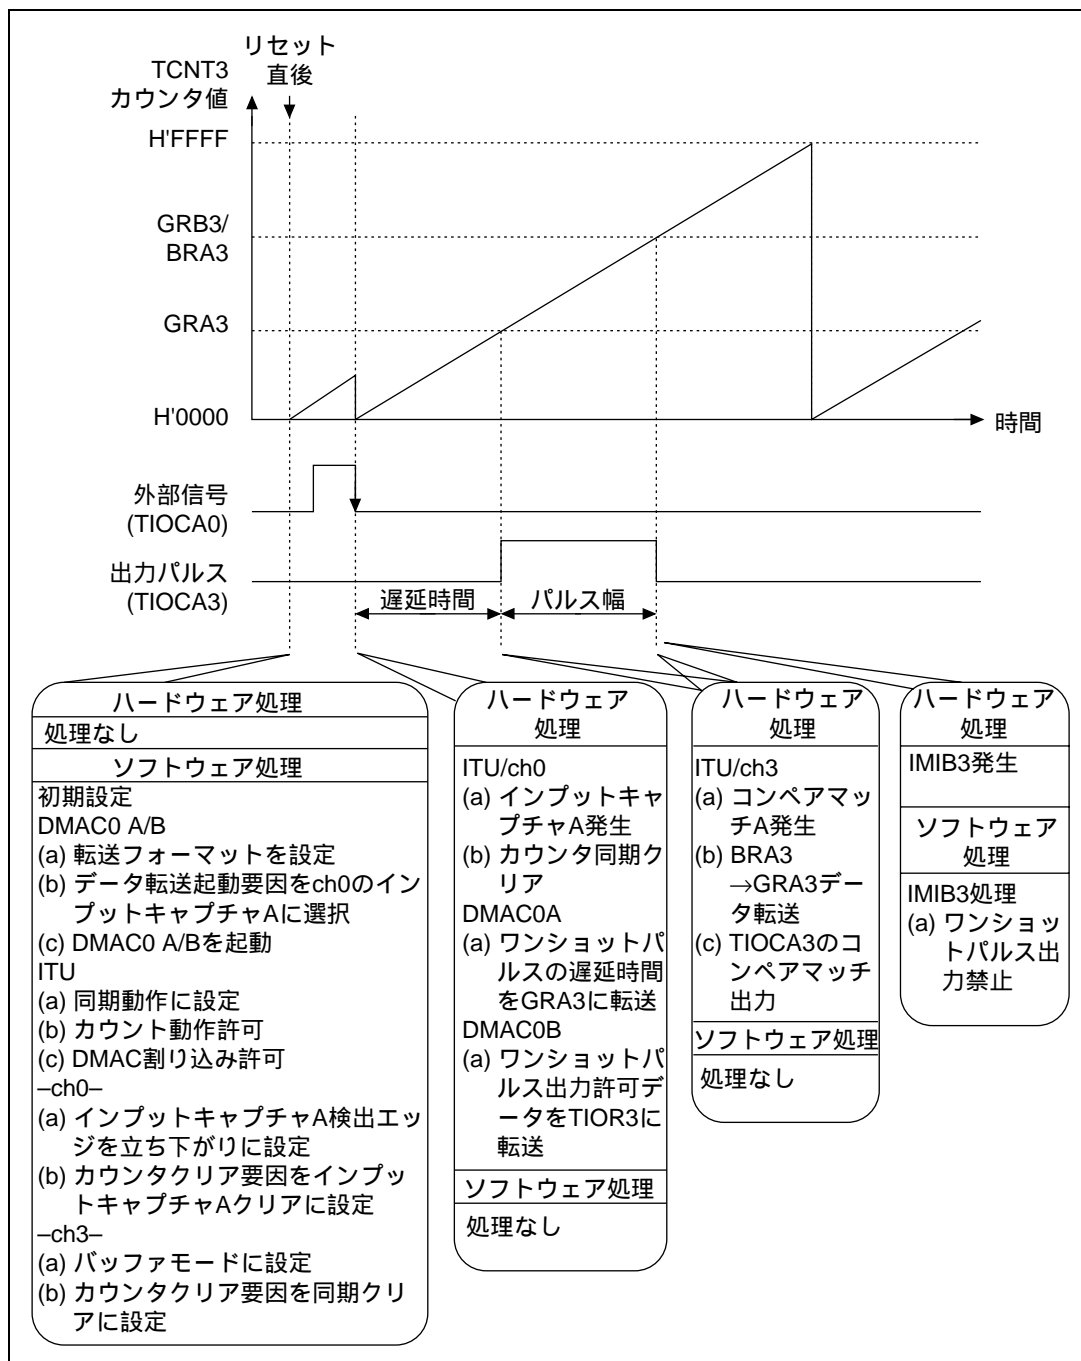 リセット
直後
TCNT3
カウンタ値
H'FFFF
GRB3/
BRA3
GRA3
H'0000
時間
外部信号
(TIOCA0)
出力パルス
(TIOCA3)
遅延時間
パルス幅
ハードウェア処理
処理なし
ソフトウェア処理
初期設定
DMAC0 A/B
(a) 転送フォーマットを設定
(b) データ転送起動要因をch0のイン
プットキャプチャAに選択
(c) DMAC0 A/Bを起動
ITU
(a) 同期動作に設定
(b) カウント動作許可
(c) DMAC割り込み許可
–ch0–
(a) インプットキャプチャA検出エッ
ジを立ち下がりに設定
(b) カウンタクリア要因をインプッ
トキャプチャAクリアに設定
–ch3–
(a) バッファモードに設定
(b) カウンタクリア要因を同期クリ
アに設定
ハードウェア
処理
ITU/ch0
(a) インプットキャ
プチャA発生
(b) カウンタ同期ク
リア
DMAC0A
(a) ワンショットパ
ルスの遅延時間
をGRA3に転送
DMAC0B
(a) ワンショットパ
ルス出力許可デ
ータをTIOR3に
転送
ソフトウェア処理
処理なし
ハードウェア
処理
ITU/ch3
(a) コンペアマッ
チA発生
(b) BRA3
→GRA3デー
タ転送
(c) TIOCA3のコ
ンペアマッチ
出力
ソフトウェア処理
処理なし
ハードウェア
処理
IMIB3発生
ソフトウェア
処理
IMIB3処理
(a) ワンショッ
トパルス出
力禁止